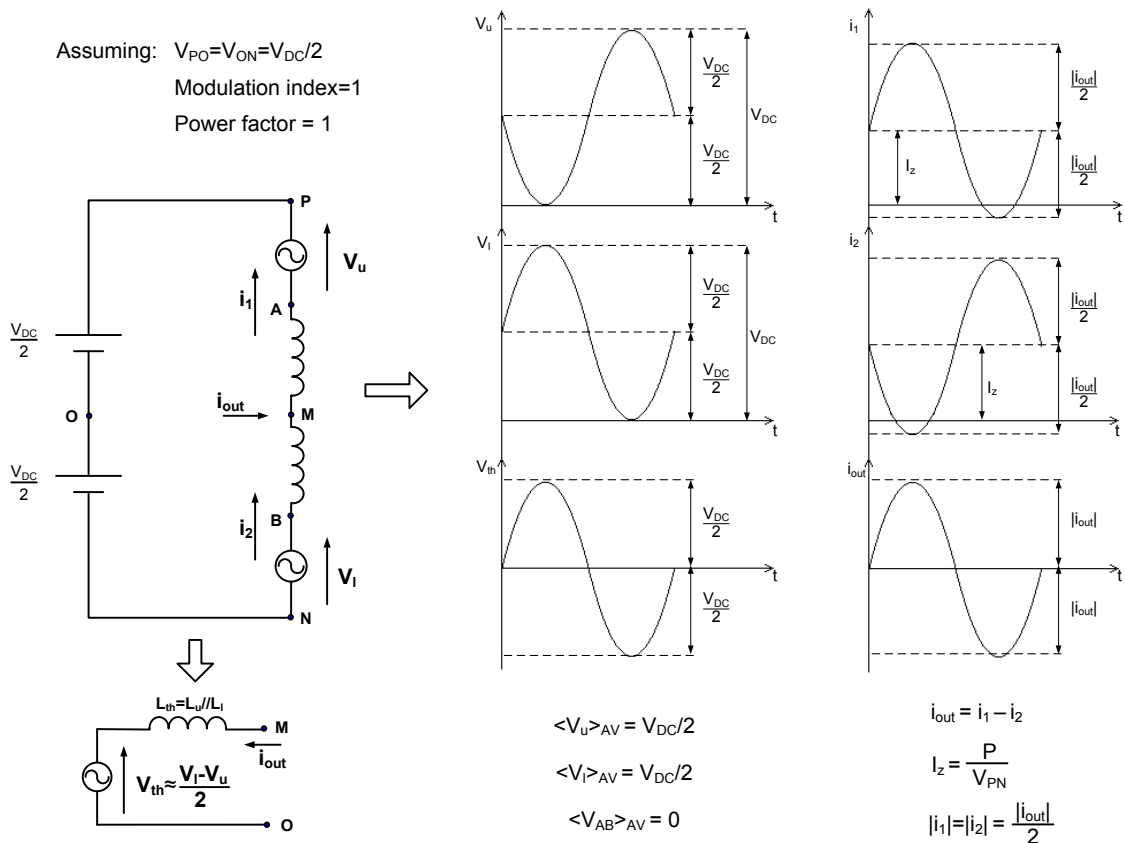 Assuming: V_PO=V_ON=V_DC/2
Modulation index=1
Power factor = 1
P
V_u
i_1
A
V_DC
2
i_out
M
O
V_DC
2
i_2
B
V_l
N
L_th=L_u//L_l
M
i_out
V_th≈ V_l-V_u
2
O
V_u
V_DC
2
V_DC
V_DC
2
t
V_l
V_DC
2
V_DC
V_DC
2
t
V_th
V_DC
2
t
V_DC
2
<V_u>_AV = V_DC/2
<V_l>_AV = V_DC/2
<V_AB>_AV = 0
i_1
|i_out|
2
I_z
|i_out|
2
t
i_2
|i_out|
2
I_z
|i_out|
2
t
i_out
|i_out|
t
|i_out|
i_out = i_1 – i_2
I_z = P
V_PN
|i_1|=|i_2| = |i_out|
2